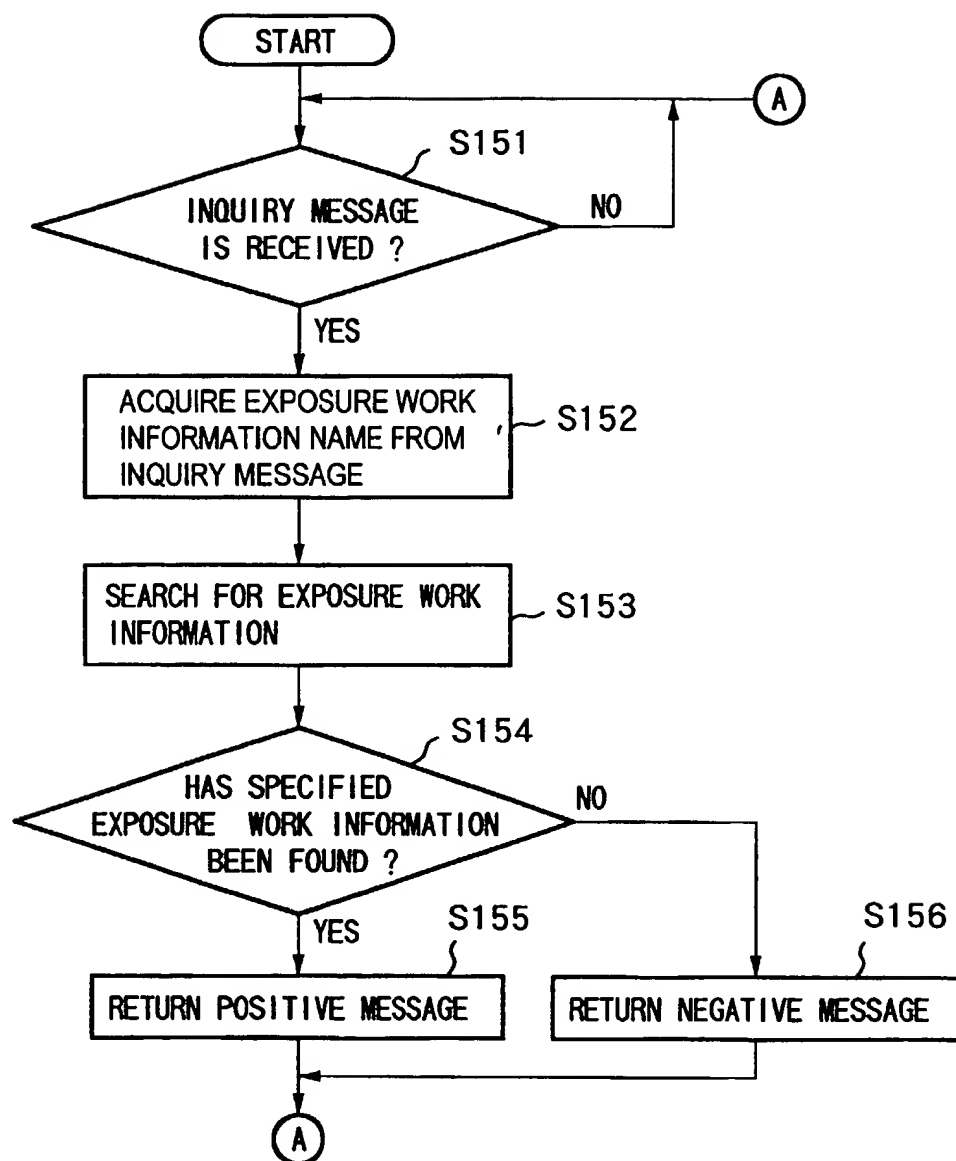 START
A
S151
INQUIRY MESSAGE
IS RECEIVED ?
NO
YES
ACQUIRE EXPOSURE WORK
INFORMATION NAME FROM
INQUIRY MESSAGE
S152
SEARCH FOR EXPOSURE WORK
INFORMATION
S153
S154
HAS SPECIFIED
EXPOSURE WORK INFORMATION
BEEN FOUND ?
NO
YES
S155
S156
RETURN POSITIVE MESSAGE
RETURN NEGATIVE MESSAGE
A